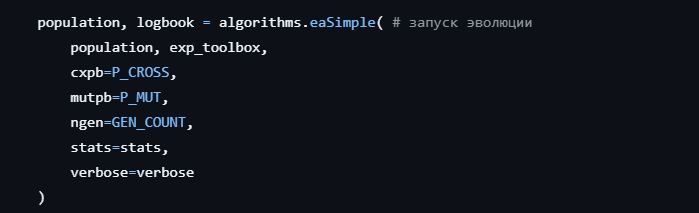 population, logbook = algorithms.eaSimple( # запуск эволюции
    population, exp_toolbox,
    cxpb=P_CROSS,
    mutpb=P_MUT,
    ngen=GEN_COUNT,
    stats=stats,
    verbose=verbose
)